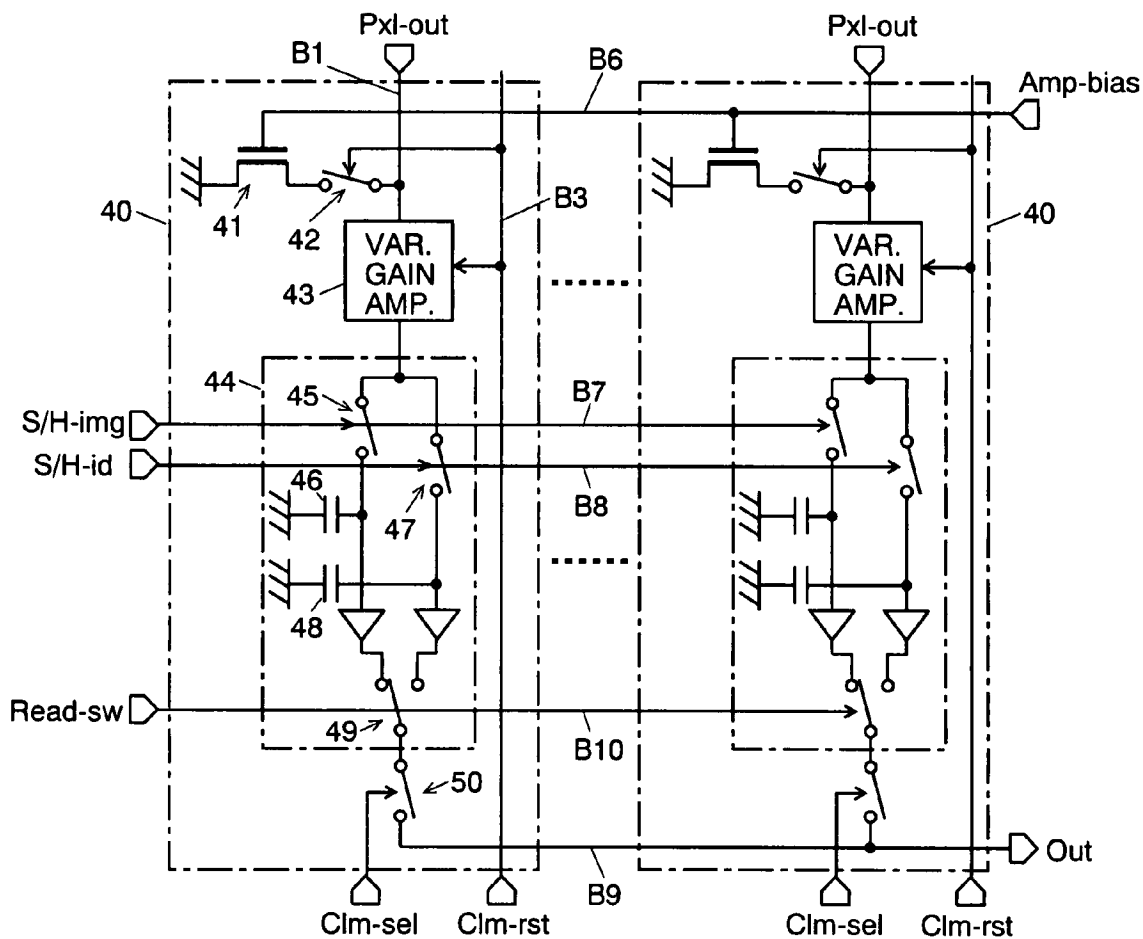 Pxl-out
Pxl-out
B1
B6
Amp-bias
40
41
42
B3
40
VAR.
GAIN
AMP.
43
VAR.
GAIN
AMP.
44
45
B7
S/H-img
S/H-id
46
47
B8
48
Read-sw
49
B10
50
B9
Out
Clm-sel
Clm-rst
Clm-sel
Clm-rst